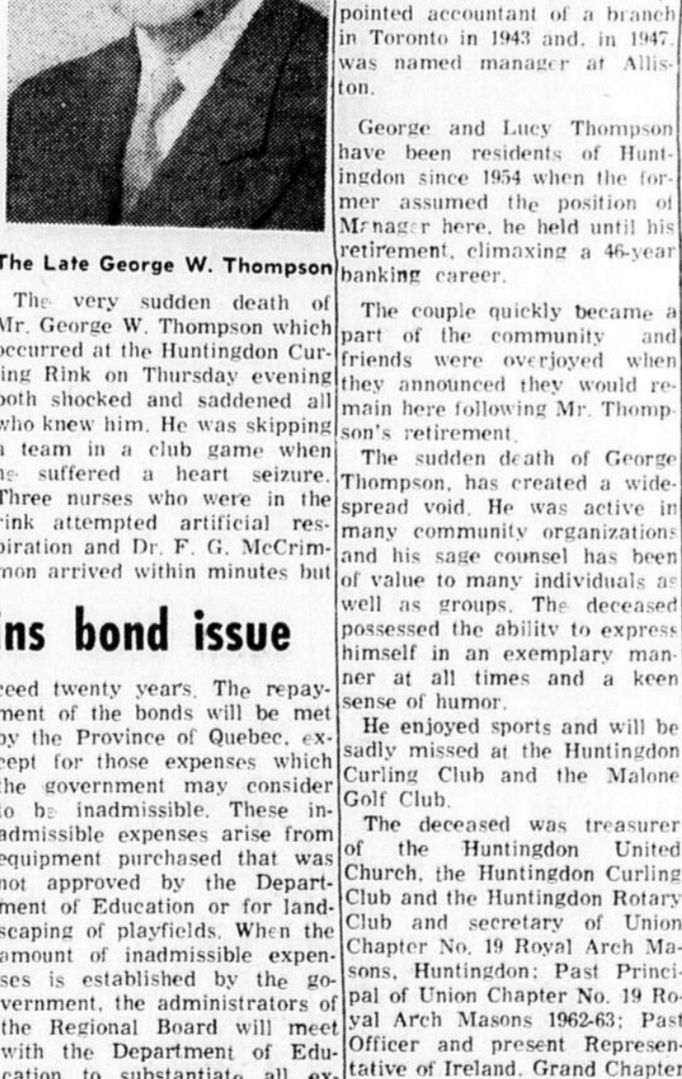 The Late George W. Thompson
The very sudden death of
Mr. George W. Thompson which
occurred at the Huntingdon Cur-
ling Rink on Thursday evening
both shocked and saddened all
who knew him. He was skipping
a team in a club game when
he suffered a heart seizure.
Three nurses who were in the
rink attempted artificial res-
piration and Dr. F. G. McCrim-
mon arrived within minutes but
ins bond issue
ceed twenty years. The repay-
ment of the bonds will be met
by the Province of Quebec, ex-
cept for those expenses which
the government may consider
to be inadmissible. These in-
admissible expenses arise from
equipment purchased that was
not approved by the Depart-
ment of Education or for land-
scaping of playfields. When the
amount of inadmissible expen-
ses is established by the go-
vernment, the administrators of
the Regional Board will meet
with the Department of Edu-
cation to substantiate all ex-
pointed accountant of a branch
in Toronto in 1943 and, in 1947,
was named manager at Allis-
ton.
George and Lucy Thompson
have been residents of Hunt-
ingdon since 1954 when the for-
mer assumed the position of
Manager here, he held until his
retirement, climaxing a 46-year
banking career.
The couple quickly became a
part of the community and
friends were overjoyed when
they announced they would re-
main here following Mr. Thomp-
son's retirement.
The sudden death of George
Thompson, has created a wide-
spread void. He was active in
many community organizations
and his sage counsel has been
of value to many individuals as
well as groups. The deceased
possessed the ability to express
himself in an exemplary man-
ner at all times and a keen
sense of humor.
He enjoyed sports and will be
sadly missed at the Huntingdon
Curling Club and the Malone
Golf Club.
The deceased was treasurer
of the Huntingdon United
Church, the Huntingdon Curling
Club and the Huntingdon Rotary
Club and secretary of Union
Chapter No. 19 Royal Arch Ma-
sons, Huntingdon; Past Princi-
pal of Union Chapter No. 19 Ro-
yal Arch Masons 1962-63; Past
Officer and present Represen-
tative of Ireland. Grand Chapter